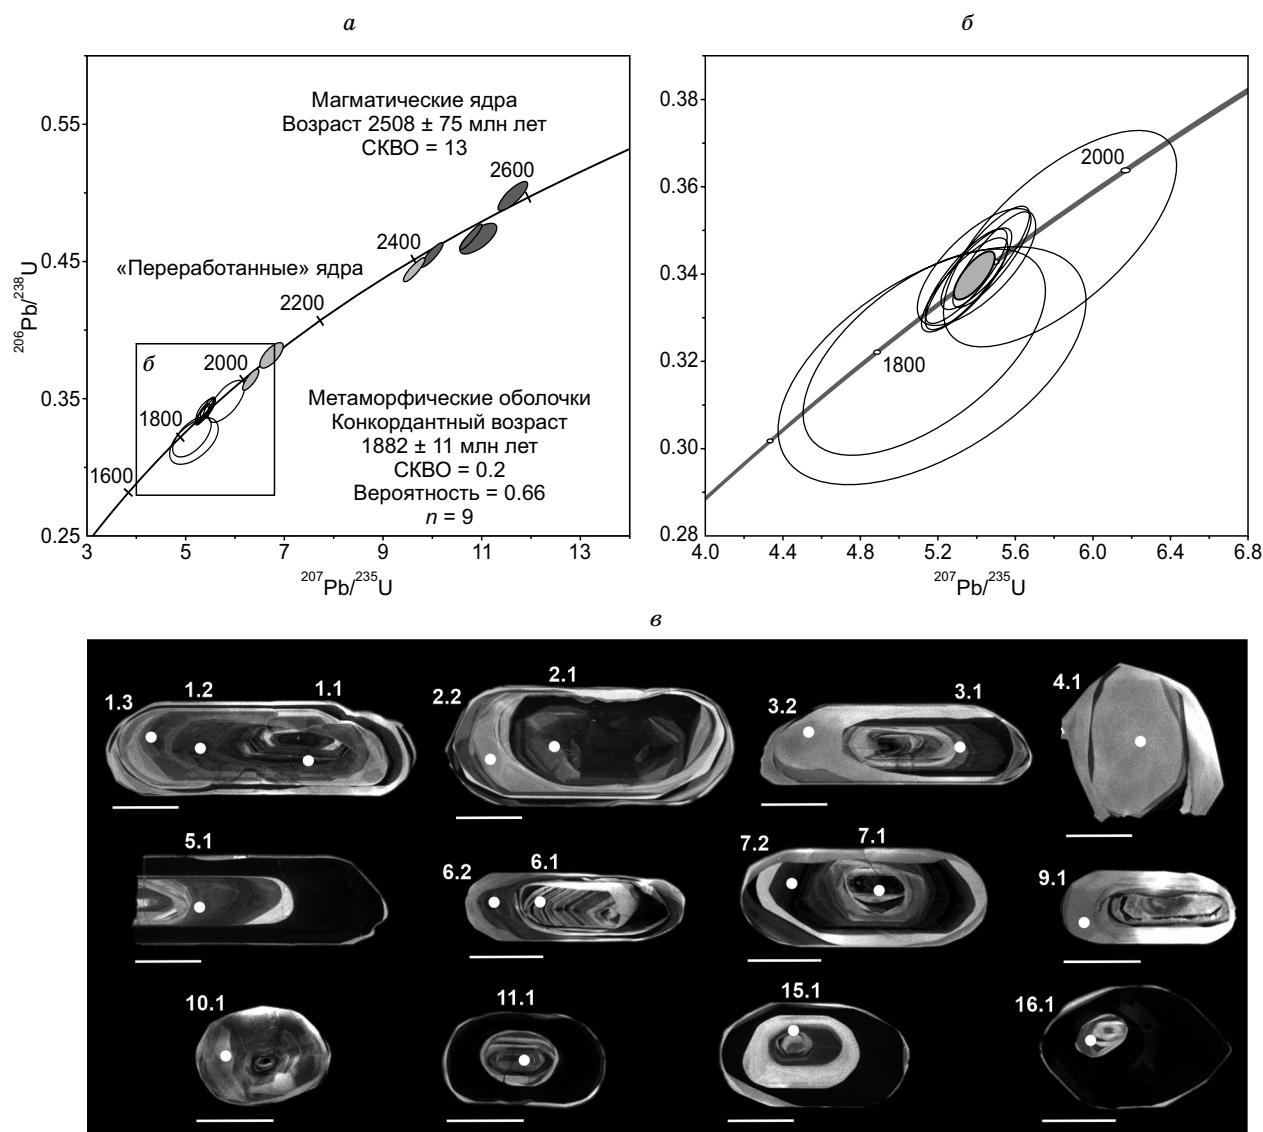 а
б
Магматические ядра
Возраст 2508 ± 75 млн лет
СКВО = 13
0.55
2600
2400
0.45
«Переработанные» ядра
2200
206Pb/238U
2000
б
0.35
1800
1600
0.25
Метаморфические оболочки
Конкордантный возраст
1882 ± 11 млн лет
СКВО = 0.2
Вероятность = 0.66
n = 9
3 5 7 9 11 13
207Pb/235U
0.38
2000
0.36
0.34
0.32
1800
0.30
0.28
4.0 4.4 4.8 5.2 5.6 6.0 6.4 6.8
207Pb/235U
в
1.3 1.2 1.1
2.2 2.1
3.2 3.1
4.1
5.1
6.2 6.1
7.2 7.1
9.1
10.1
11.1
15.1
16.1